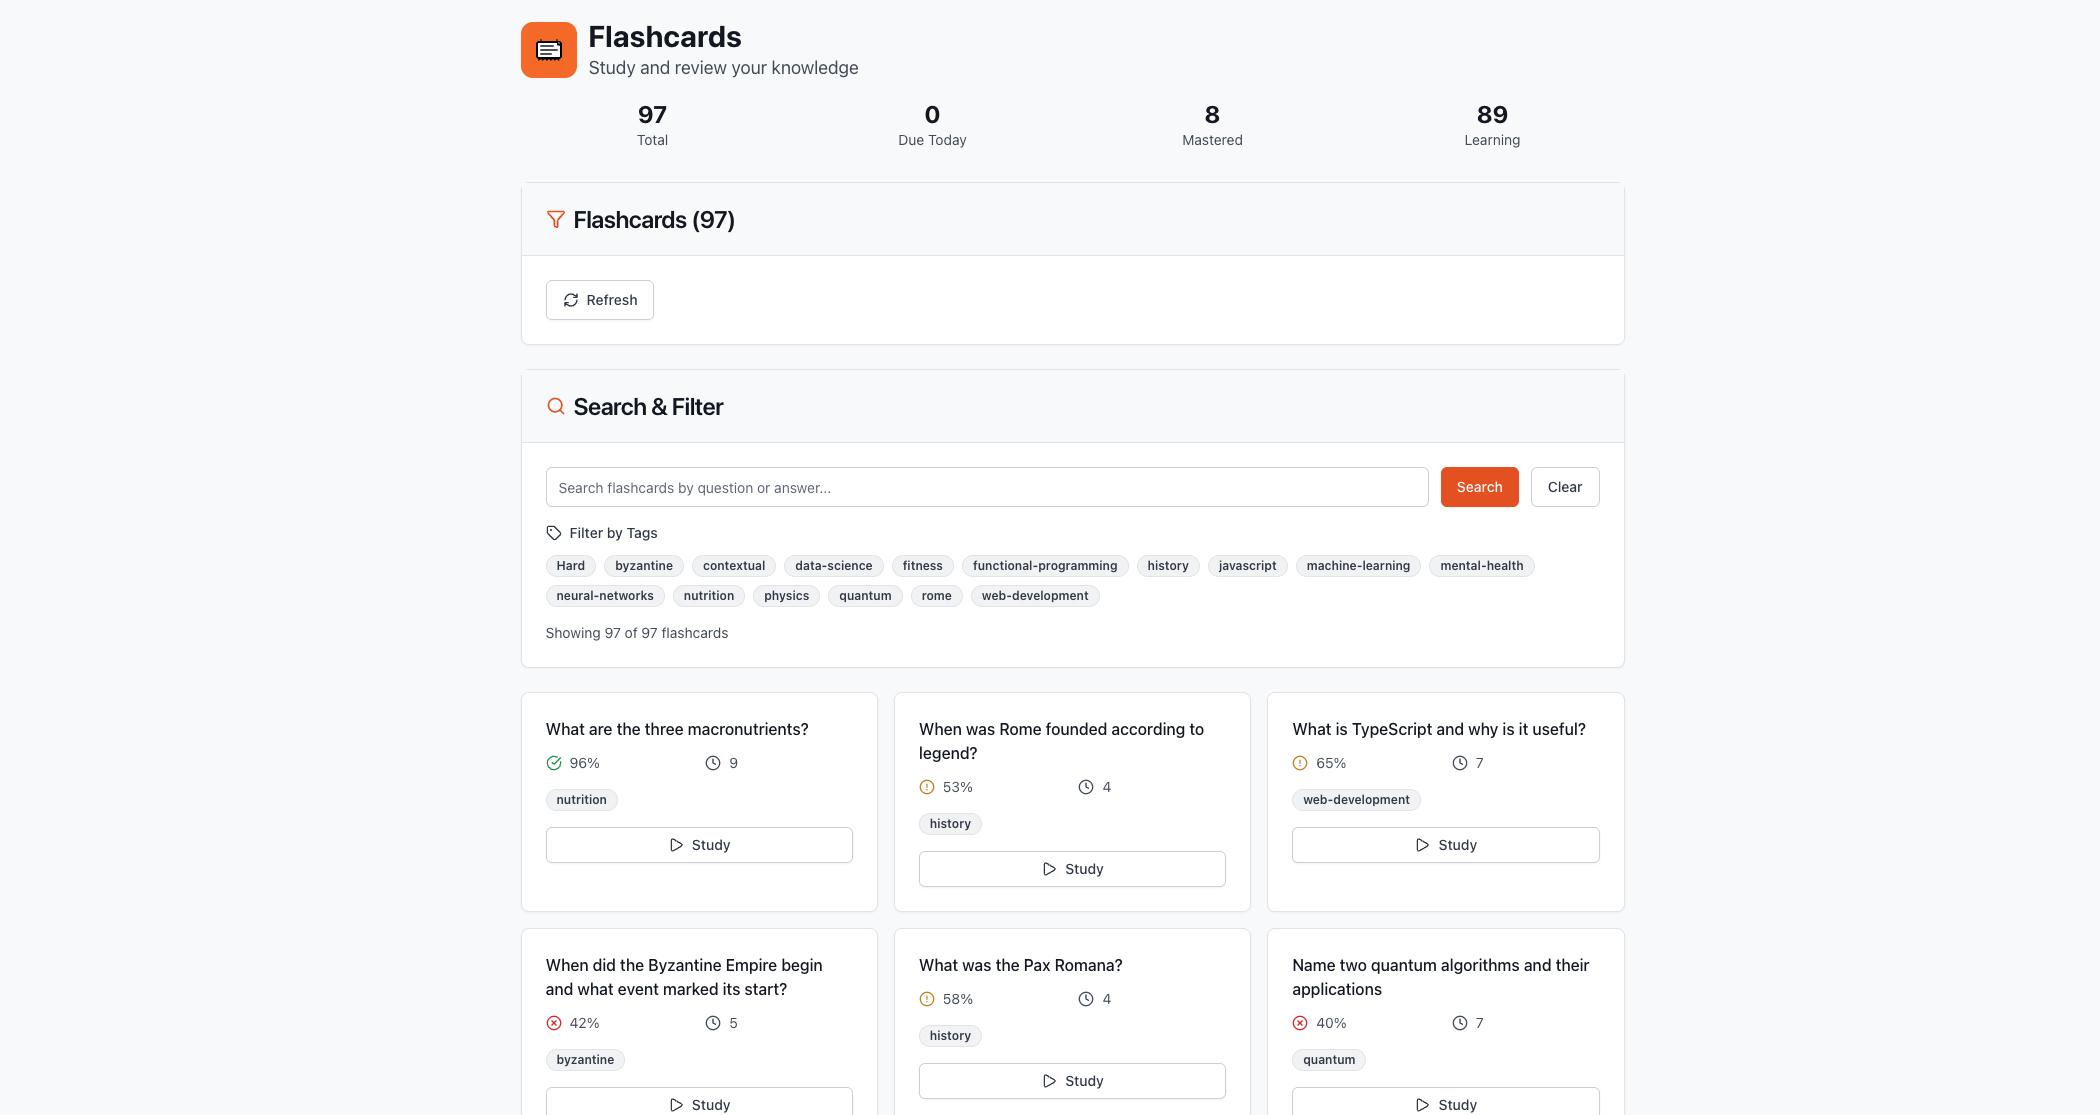 Flashcards
Study and review your knowledge
97
Total
0
Due Today
8
Mastered
89
Learning
Flashcards (97)
Refresh
Search & Filter
Search flashcards by question or answer...
Search
Clear
Filter by Tags
Hard byzantine contextual data-science fitness functional-programming history javascript machine-learning mental-health
neural-networks nutrition physics quantum rome web-development
Showing 97 of 97 flashcards
What are the three macronutrients?
96% 9
nutrition
Study
When was Rome founded according to
legend?
53% 4
history
Study
What is TypeScript and why is it useful?
65% 7
web-development
Study
When did the Byzantine Empire begin
and what event marked its start?
42% 5
byzantine
Study
What was the Pax Romana?
58% 4
history
Study
Name two quantum algorithms and their
applications
40% 7
quantum
Study